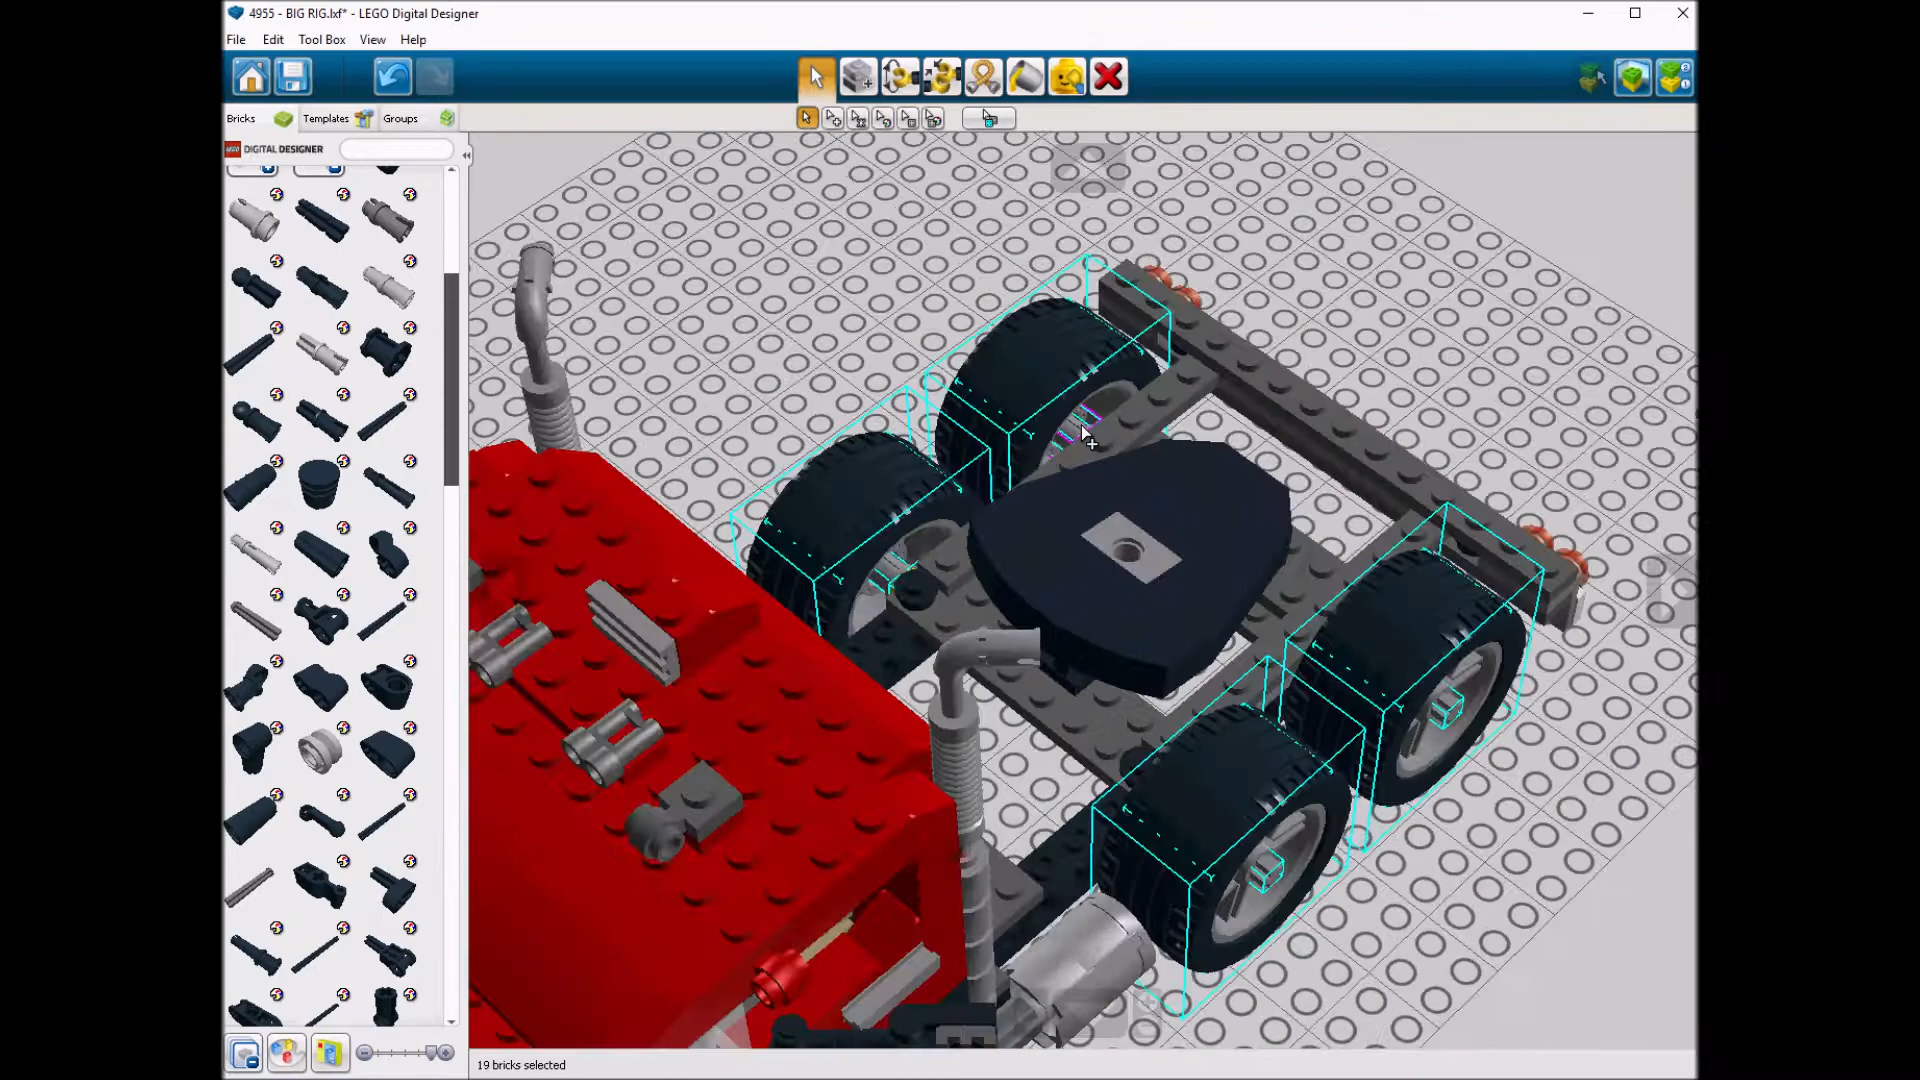 4955 - BIG RIG.lxf* - LEGO Digital Designer
File Edit Tool Box View Help
Bricks Templates Groups
LEGO DIGITAL DESIGNER
19 bricks selected